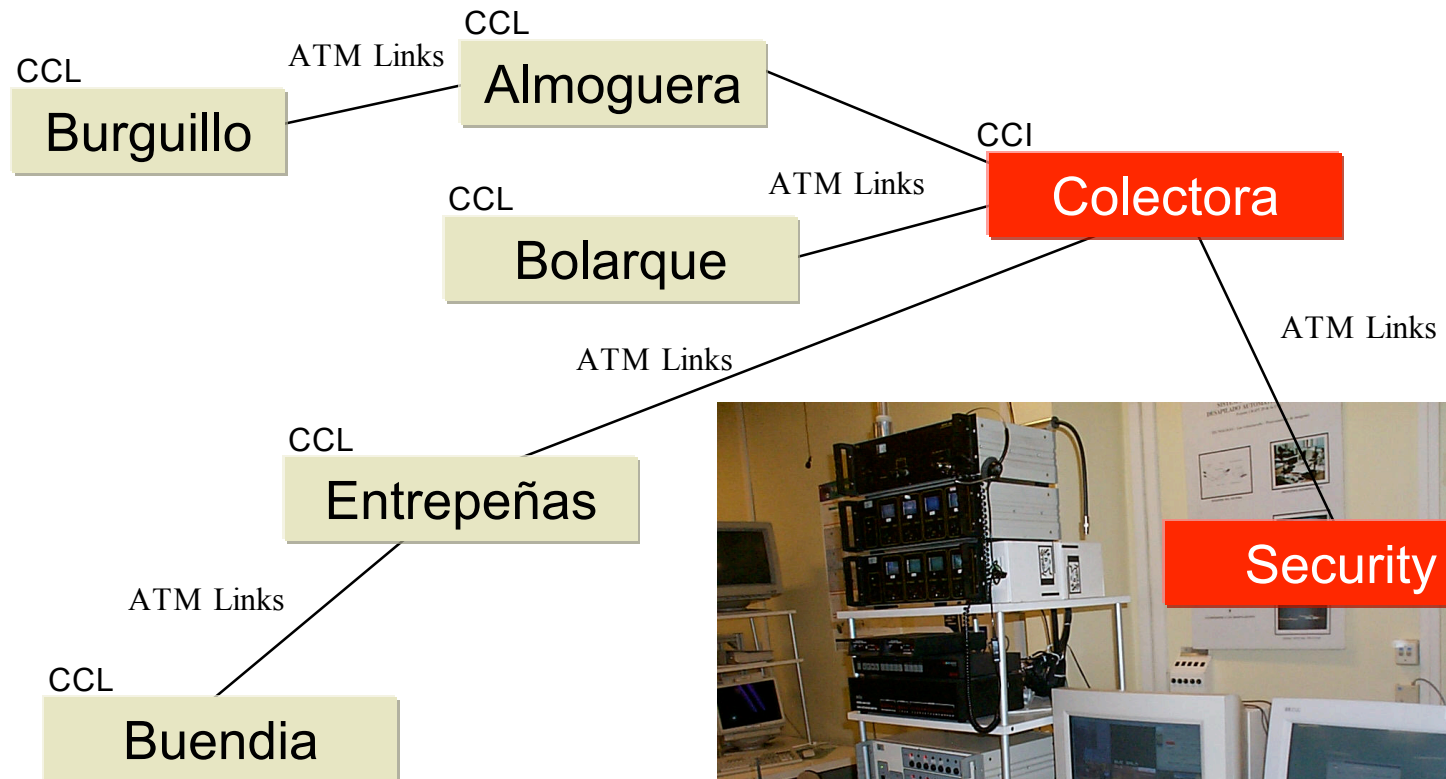 CCL
Almoguera
ATM Links
CCL
Burguillo
CCI
Colectora
ATM Links
CCL
Bolarque
ATM Links
ATM Links
CCL
Entrepeñas
Security
ATM Links
CCL
Buendia